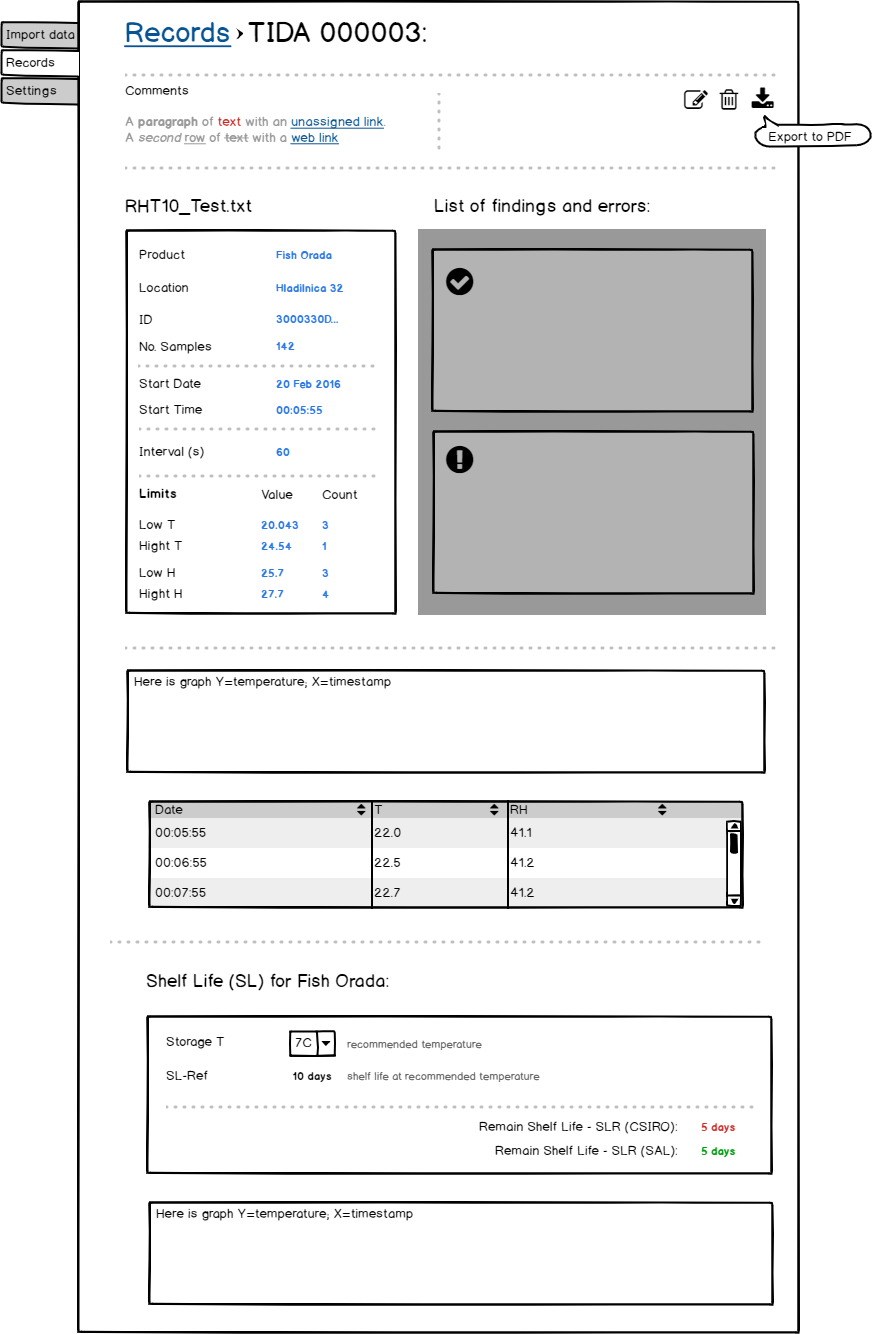 Import data
Records
Settings
Records › TIDA 000003:
Comments
A paragraph of text with an unassigned link.
A second row of text with a web link
Export to PDF
RHT10_Test.txt
Product Fish Orada
Location Hladilnica 32
ID 3000330D...
No. Samples 142
Start Date 20 Feb 2016
Start Time 00:05:55
Interval (s) 60
Limits Value Count
Low T 20.043 3
Hight T 24.54 1
Low H 25.7 3
Hight H 27.7 4
List of findings and errors:
Here is graph Y=temperature; X=timestamp
Date T RH
00:05:55 22.0 41.1
00:06:55 22.5 41.2
00:07:55 22.7 41.2
Shelf Life (SL) for Fish Orada:
Storage T 7C recommended temperature
SL-Ref 10 days shelf life at recommended temperature
Remain Shelf Life - SLR (CSIRO): 5 days
Remain Shelf Life - SLR (SAL): 5 days
Here is graph Y=temperature; X=timestamp